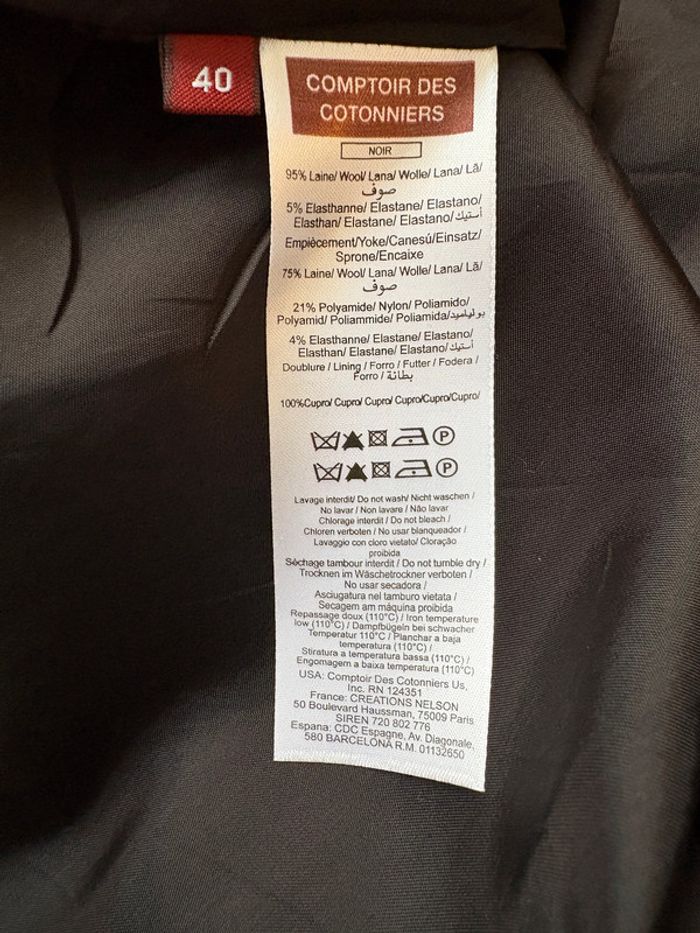 40
COMPTOIR DES
COTONNIERS
NOIR
95% Laine/ Wool/ Lana/ Wolle/ Lana/ Lã/
صوف
5% Elasthanne/ Elastane/ Elastano/
Elasthan/ Elastane/ Elastano/أستيك
Empiècement/Yoke/Canesú/Einsatz/
Sprone/Encaixe
75% Laine/ Wool/ Lana/ Wolle/ Lana/ Lã/
صوف
21% Polyamide/ Nylon/ Poliamido/
Polyamid/ Poliammide/ Poliamida/بولياميد
4% Elasthanne/ Elastane/ Elastano/
Elasthan/ Elastane/ Elastano/أستيك
Doublure / Lining / Forro / Futter / Fodera /
Forro / بطانة
100%Cupro/ Cupro/ Cupro/ Cupro/Cupro/Cupro/
P
P
Lavage interdit/ Do not wash/ Nicht waschen /
No lavar / Non lavare / Não lavar
Chlorage interdit / Do not bleach /
Chloren verboten / No usar blanqueador /
Lavaggio con cloro vietato/ Cloração
proibida
Séchage tambour interdit / Do not tumble dry /
Trocknen im Wäschetrockner verboten /
No usar secadora /
Asciugatura nel tamburo vietata /
Secagem am máquina proibida
Repassage doux (110°C) / Iron temperature
low (110°C) / Dampfbügeln bei schwacher
Temperatur 110°C / Planchar a baja
temperatura (110°C) /
Stiratura a temperatura bassa (110°C) /
Engomagem a baixa temperatura (110°C)
USA: Comptoir Des Cotonniers Us,
Inc. RN 124351
France: CREATIONS NELSON
50 Boulevard Haussman, 75009 Paris
SIREN 720 802 776
Espana: CDC Espagne, Av. Diagonale,
580 BARCELONA R.M. 01132650